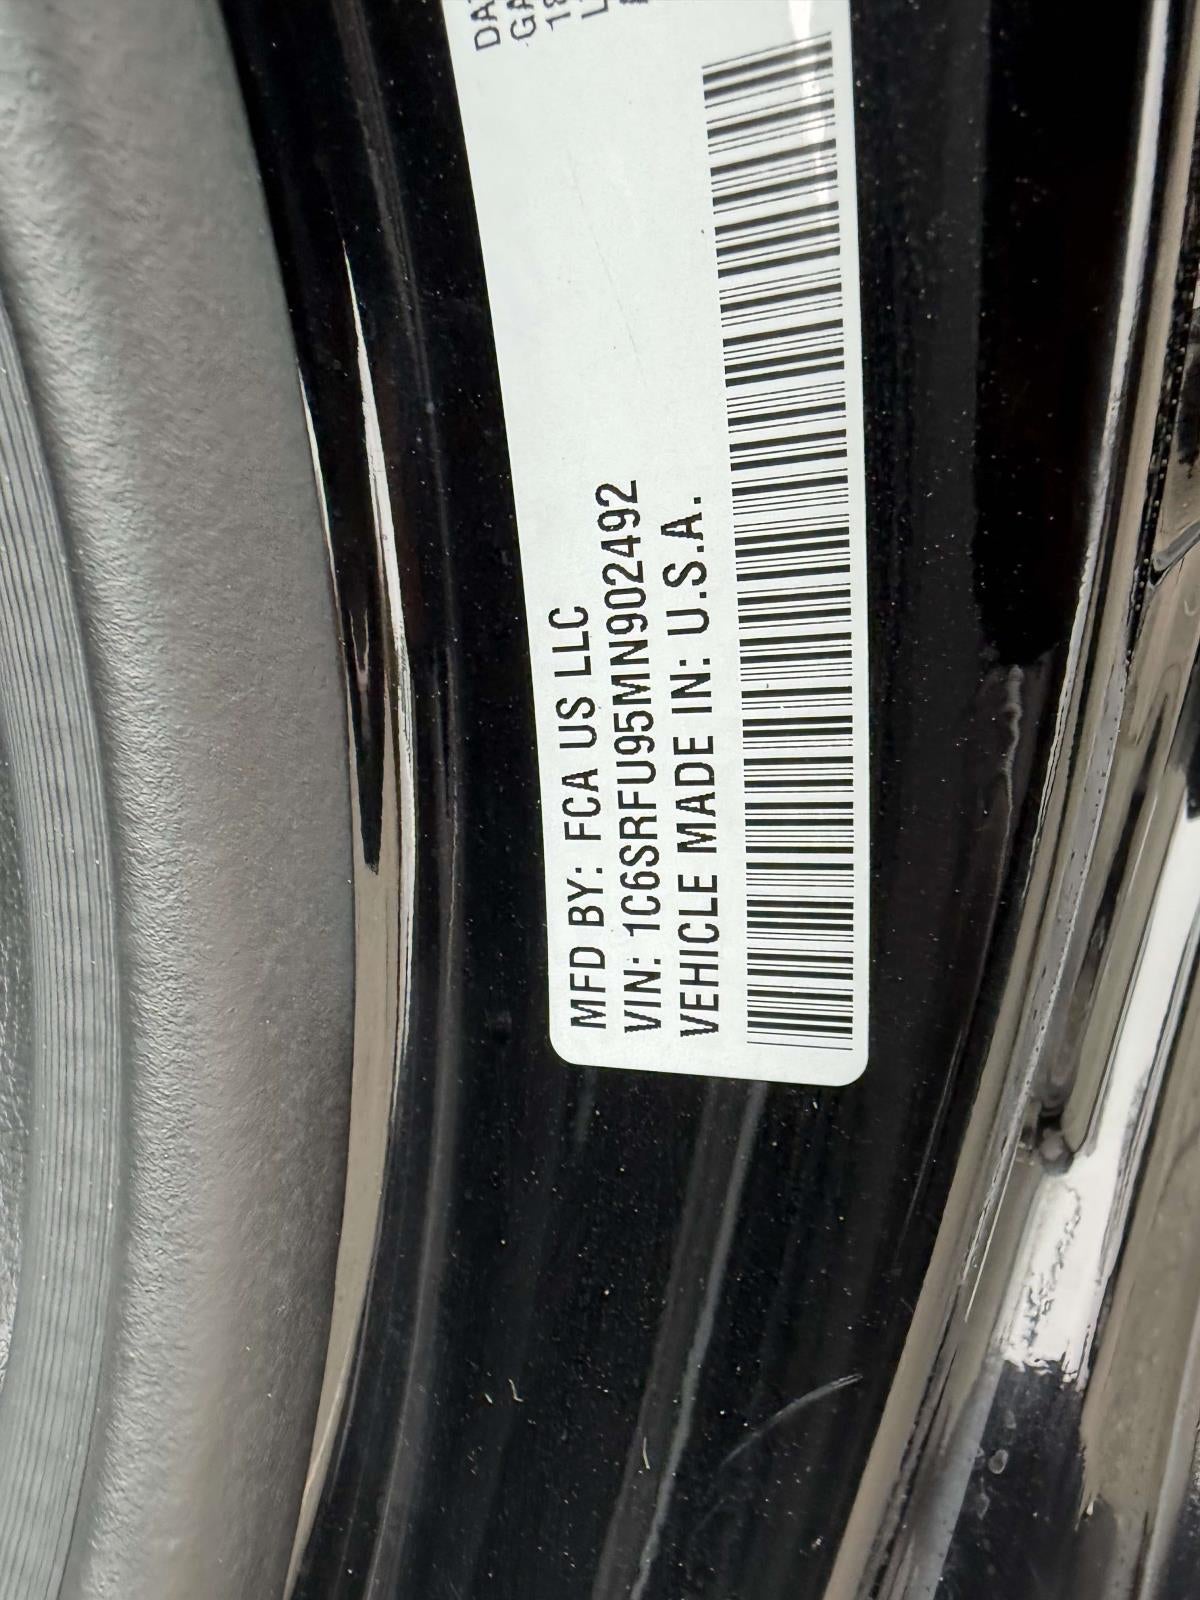 MFD BY: FCA US LLC
VIN: 1C6SRFU95MN902492
VEHICLE MADE IN: U.S.A.